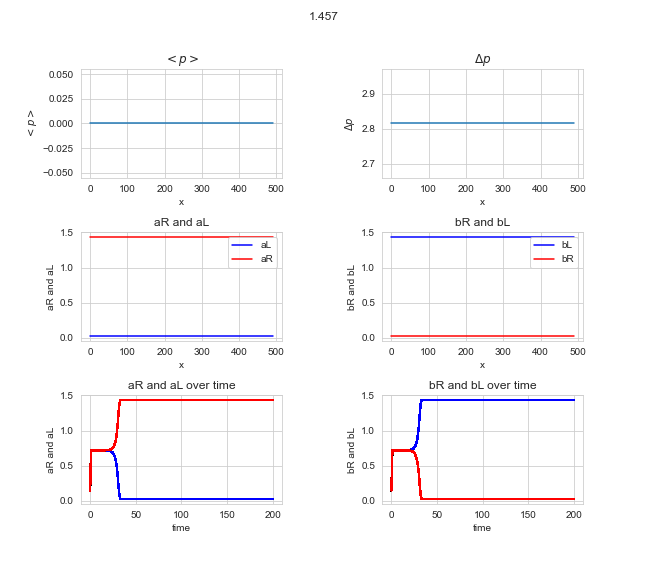 1.457
< p >
Δp
0.050
0.025
0.000
−0.025
−0.050
< p >
0 100 200 300 400 500
x
2.9
2.8
2.7
Δp
0 100 200 300 400 500
x
aR and aL
bR and bL
1.5
1.0
0.5
0.0
aR and aL
aL
aR
0 100 200 300 400 500
x
1.5
1.0
0.5
0.0
bR and bL
bL
bR
0 100 200 300 400 500
x
aR and aL over time
bR and bL over time
1.5
1.0
0.5
0.0
aR and aL
0 50 100 150 200
time
1.5
1.0
0.5
0.0
bR and bL
0 50 100 150 200
time